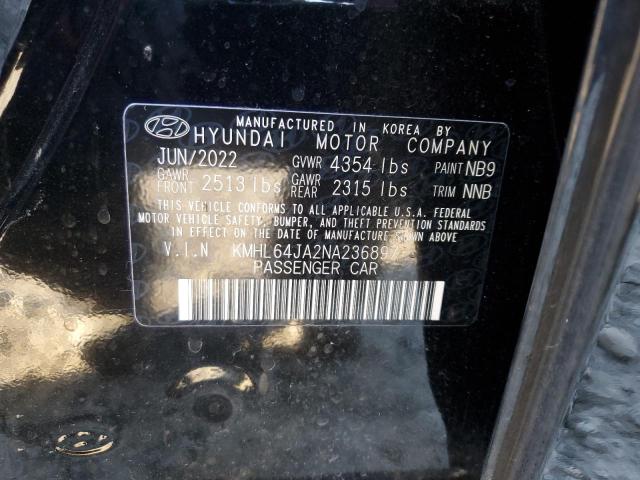 MANUFACTURED IN KOREA BY
HYUNDAI MOTOR COMPANY
JUN/2022 GVWR 4354 lbs PAINT NB9
GAWR FRONT 2513 lbs GAWR REAR 2315 lbs TRIM NNB
THIS VEHICLE CONFORMS TO ALL APPLICABLE U.S.A. FEDERAL
MOTOR VEHICLE SAFETY, BUMPER, AND THEFT PREVENTION STANDARDS
IN EFFECT ON THE DATE OF MANUFACTURE SHOWN ABOVE
V.I.N KMHL64JA2NA236897
PASSENGER CAR